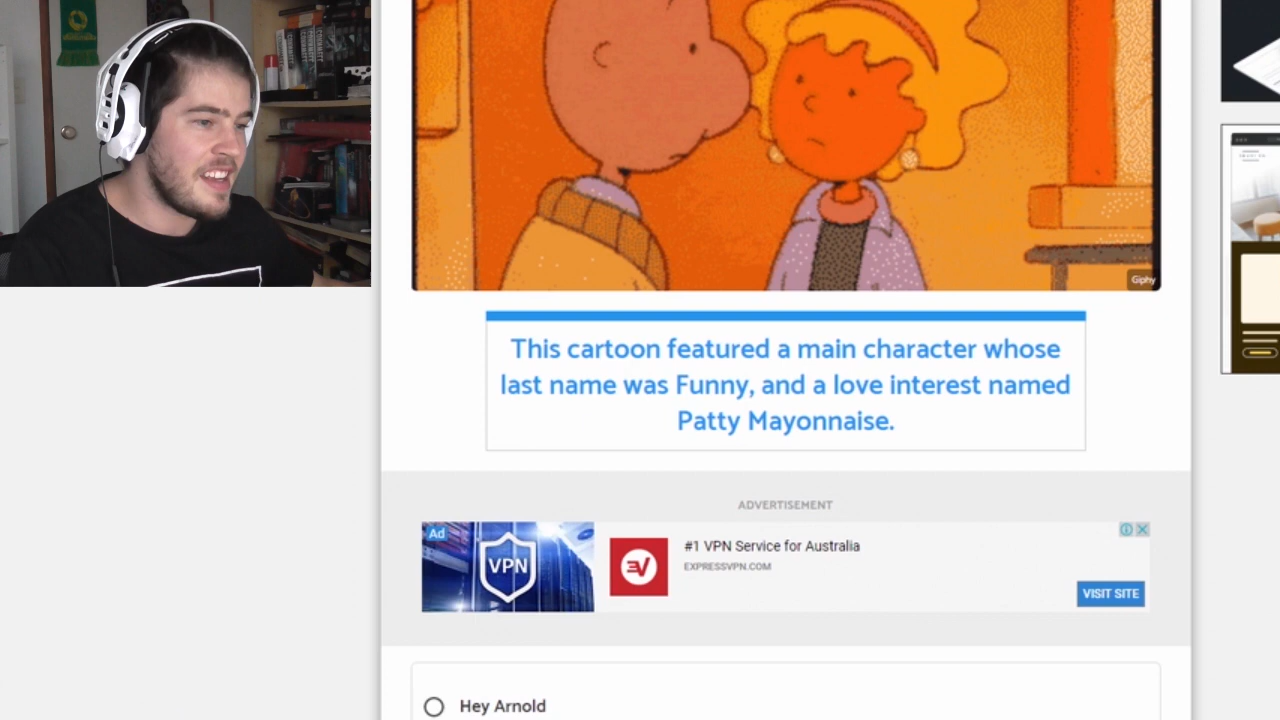 Giphy
This cartoon featured a main character whose
last name was Funny, and a love interest named
Patty Mayonnaise.
ADVERTISEMENT
Ad
VPN
#1 VPN Service for Australia
EXPRESSVPN.COM
VISIT SITE
Hey Arnold